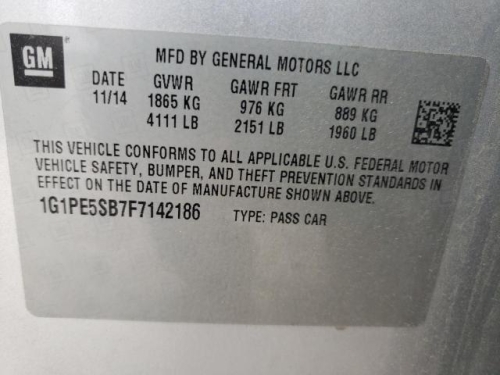 GM
MFD BY GENERAL MOTORS LLC
DATE GVWR GAWR FRT GAWR RR
11/14 1865 KG 976 KG 889 KG
4111 LB 2151 LB 1960 LB
THIS VEHICLE CONFORMS TO ALL APPLICABLE U.S. FEDERAL MOTOR
VEHICLE SAFETY, BUMPER, AND THEFT PREVENTION STANDARDS IN
EFFECT ON THE DATE OF MANUFACTURE SHOWN ABOVE.
1G1PE5SB7F7142186 TYPE: PASS CAR